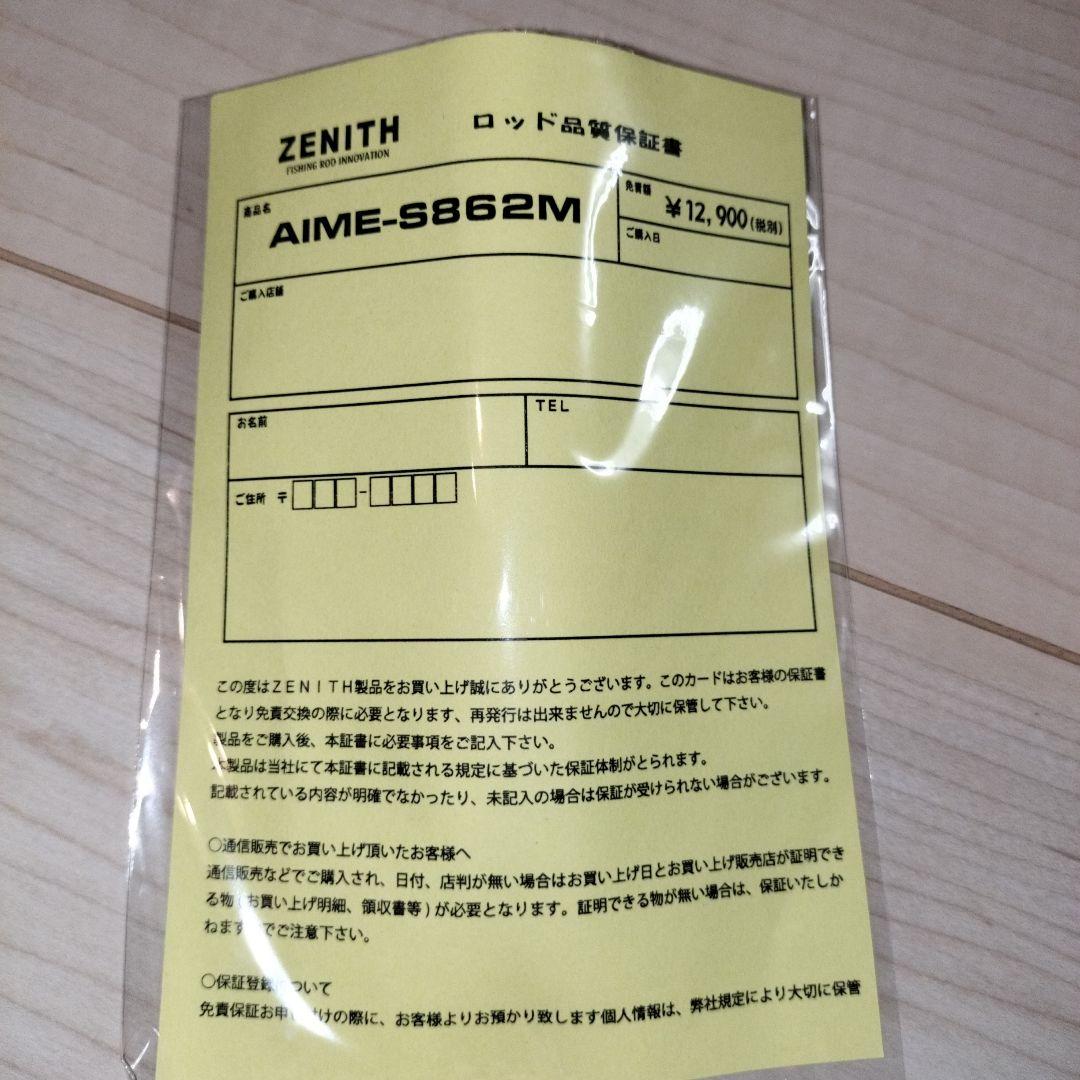 ZENITH
FISHING ROD INNOVATION
ロッド品質保証書
商品名
AIME-S862M
免責額
￥12,900(税別)
ご購入日
ご購入店舗
お名前
TEL
ご住所 〒 -
この度はZENITH製品をお買い上げ誠にありがとうございます。このカードはお客様の保証書
となり免責交換の際に必要となります、再発行は出来ませんので大切に保管して下さい。
製品をご購入後、本証書に必要事項をご記入下さい。
本製品は当社にて本証書に記載される規定に基づいた保証体制がとられます。
記載されている内容が明確でなかったり、未記入の場合は保証が受けられない場合がございます。
○通信販売でお買い上げ頂いたお客様へ
通信販売などでご購入され、日付、店判が無い場合はお買い上げ日とお買い上げ販売店が証明でき
る物(お買い上げ明細、領収書等)が必要となります。証明できる物が無い場合は、保証いたしか
ねますのでご注意下さい。
○保証登録について
免責保証お申し付けの際に、お客様よりお預かり致します個人情報は、弊社規定により大切に保管